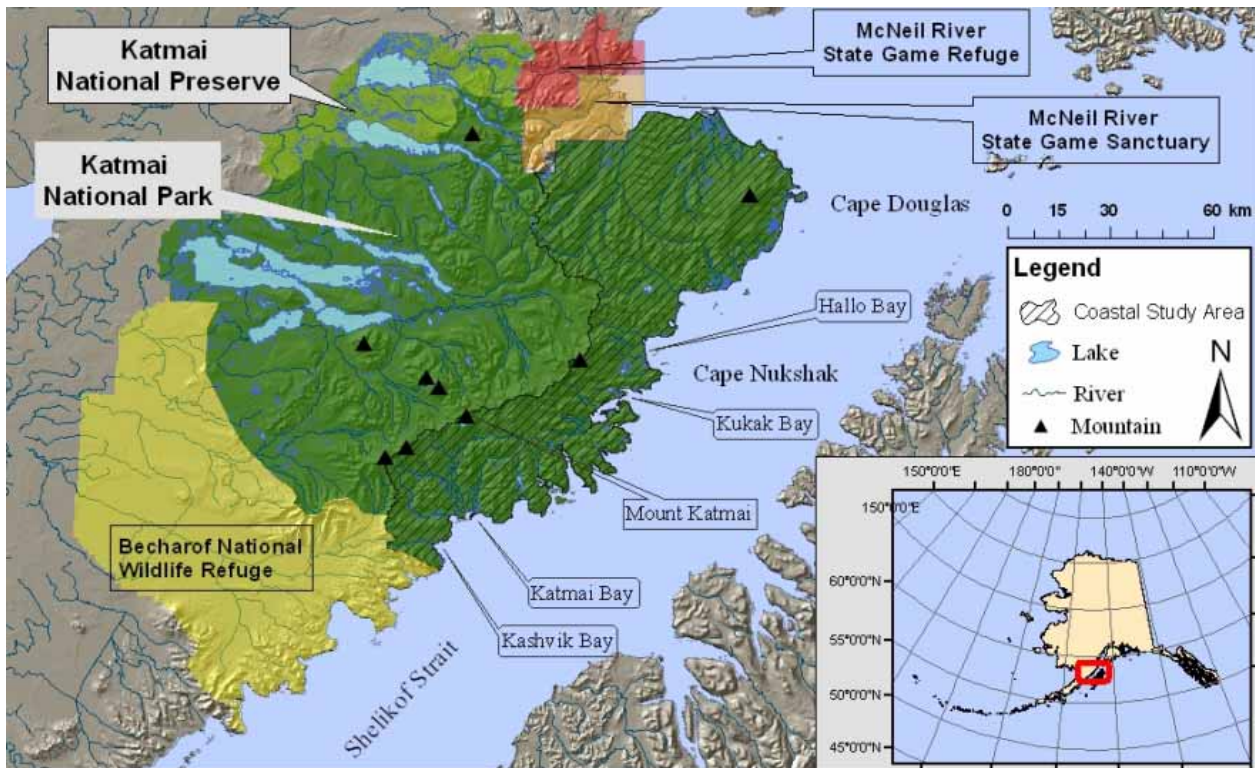 Katmai
National Preserve
McNeil River
State Game Refuge
McNeil River
State Game Sanctuary
Katmai
National Park
Cape Douglas
0 15 30 60 km
Legend
Coastal Study Area
Lake
River
Mountain
N
Hallo Bay
Cape Nukshak
Kukak Bay
Mount Katmai
Becharof National
Wildlife Refuge
Katmai Bay
Kashvik Bay
Shelikof Strait
150°0'0"E 180°0'0" 140°0'0"W 110°0'0"W
150°0'0"E
60°0'0"N
55°0'0"N
50°0'0"N
45°0'0"N